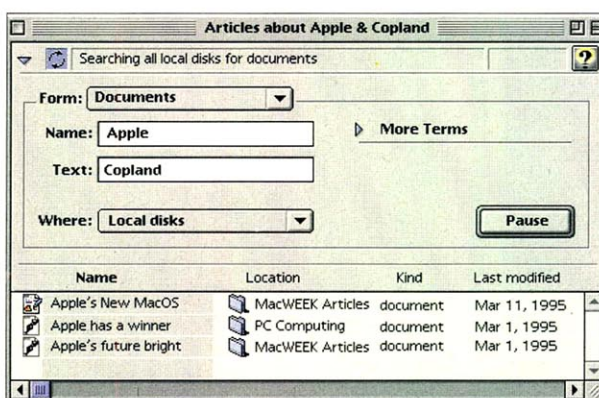 Articles about Apple & Copland
Searching all local disks for documents
?
Form: Documents
Name: Apple
More Terms
Text: Copland
Where: Local disks
Pause
Name Location Kind Last modified
Apple's New MacOS MacWEEK Articles document Mar 11, 1995
Apple has a winner PC Computing document Mar 1, 1995
Apple's future bright MacWEEK Articles document Mar 1, 1995